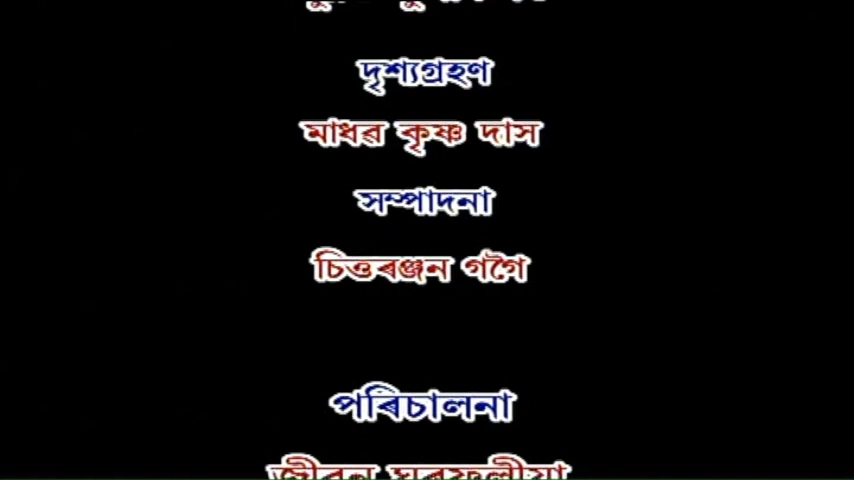 দৃশ্যগ্ৰহণ
মাধৱ কৃষ্ণ দাস
সম্পাদনা
চিত্তৰঞ্জন গগৈ
পৰিচালনা